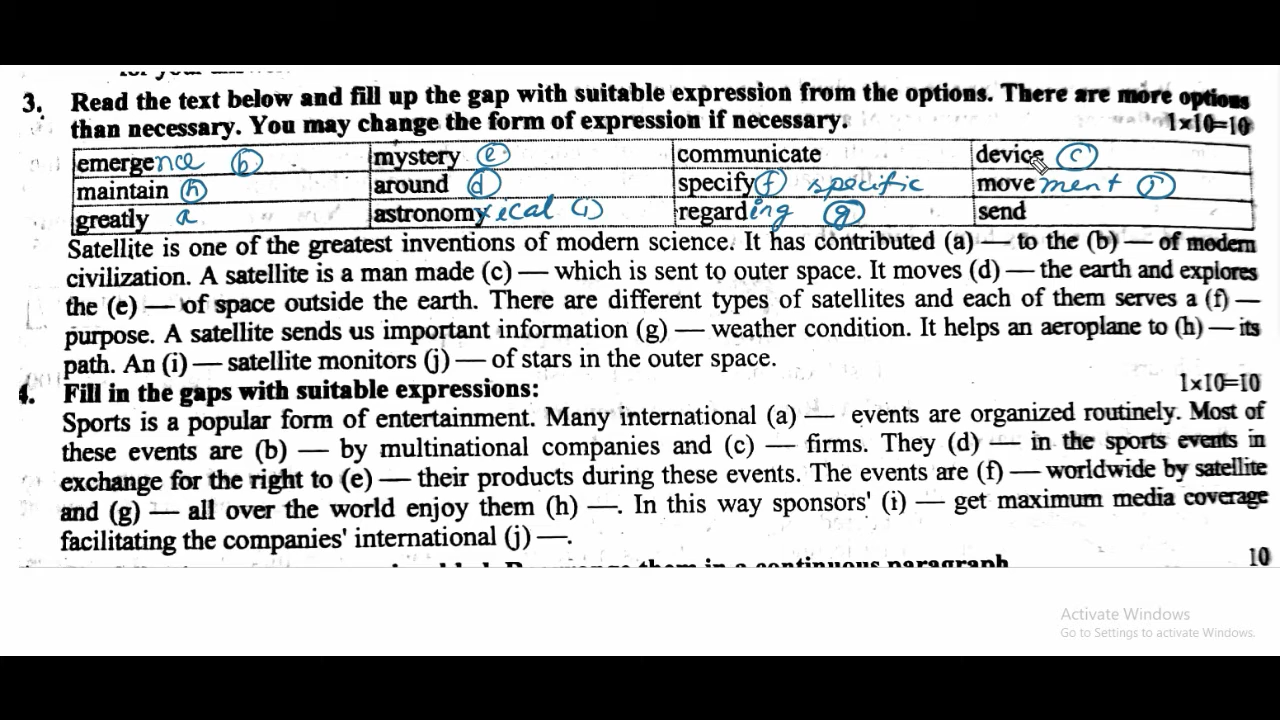 3. Read the text below and fill up the gap with suitable expression from the options. There are more options
than necessary. You may change the form of expression if necessary. 1×10=10
emergence (b) mystery (e) communicate device (c)
maintain (h) around (d) specify (f) specific movement (j)
greatly a astronomyical (i) regarding (g) send
Satellite is one of the greatest inventions of modern science. It has contributed (a) — to the (b) — of modern
civilization. A satellite is a man made (c) — which is sent to outer space. It moves (d) — the earth and explores
the (e) — of space outside the earth. There are different types of satellites and each of them serves a (f) —
purpose. A satellite sends us important information (g) — weather condition. It helps an aeroplane to (h) — its
path. An (i) — satellite monitors (j) — of stars in the outer space.
4. Fill in the gaps with suitable expressions: 1×10=10
Sports is a popular form of entertainment. Many international (a) — events are organized routinely. Most of
these events are (b) — by multinational companies and (c) — firms. They (d) — in the sports events in
exchange for the right to (e) — their products during these events. The events are (f) — worldwide by satellite
and (g) — all over the world enjoy them (h) —. In this way sponsors' (i) — get maximum media coverage
facilitating the companies' international (j) —.
them in a continuous paragraph 10
Activate Windows
Go to Settings to activate Windows.